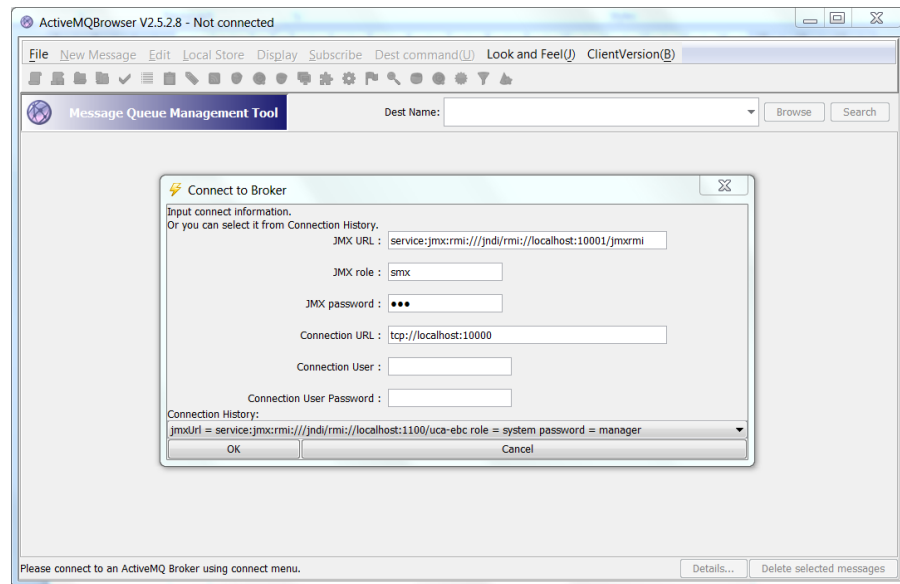 ActiveMQBrowser V2.5.2.8 - Not connected
File New Message Edit Local Store Display Subscribe Dest command(U) Look and Feel(J) ClientVersion(B)
Message Queue Management Tool Dest Name: Browse Search
Connect to Broker
Input connect information.
Or you can select it from Connection History.
JMX URL : service:jmx:rmi:///jndi/rmi://localhost:10001/jmxrmi
JMX role : smx
JMX password : ●●●
Connection URL : tcp://localhost:10000
Connection User :
Connection User Password :
Connection History:
jmxUrl = service:jmx:rmi:///jndi/rmi://localhost:1100/uca-ebc role = system password = manager
OK Cancel
Please connect to an ActiveMQ Broker using connect menu. Details... Delete selected messages